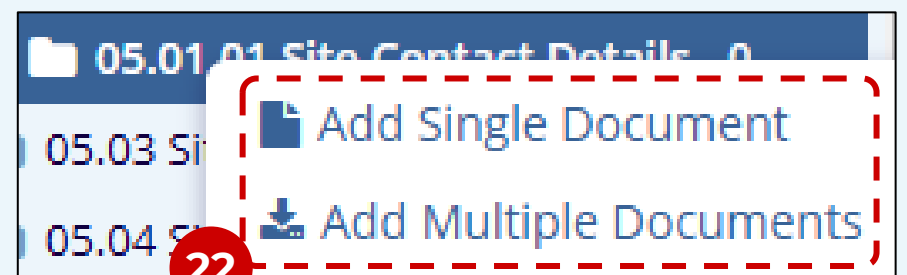 05.01.01 Site Contact Details 0
Add Single Document
05.03 Si
Add Multiple Documents
05.04 S
22